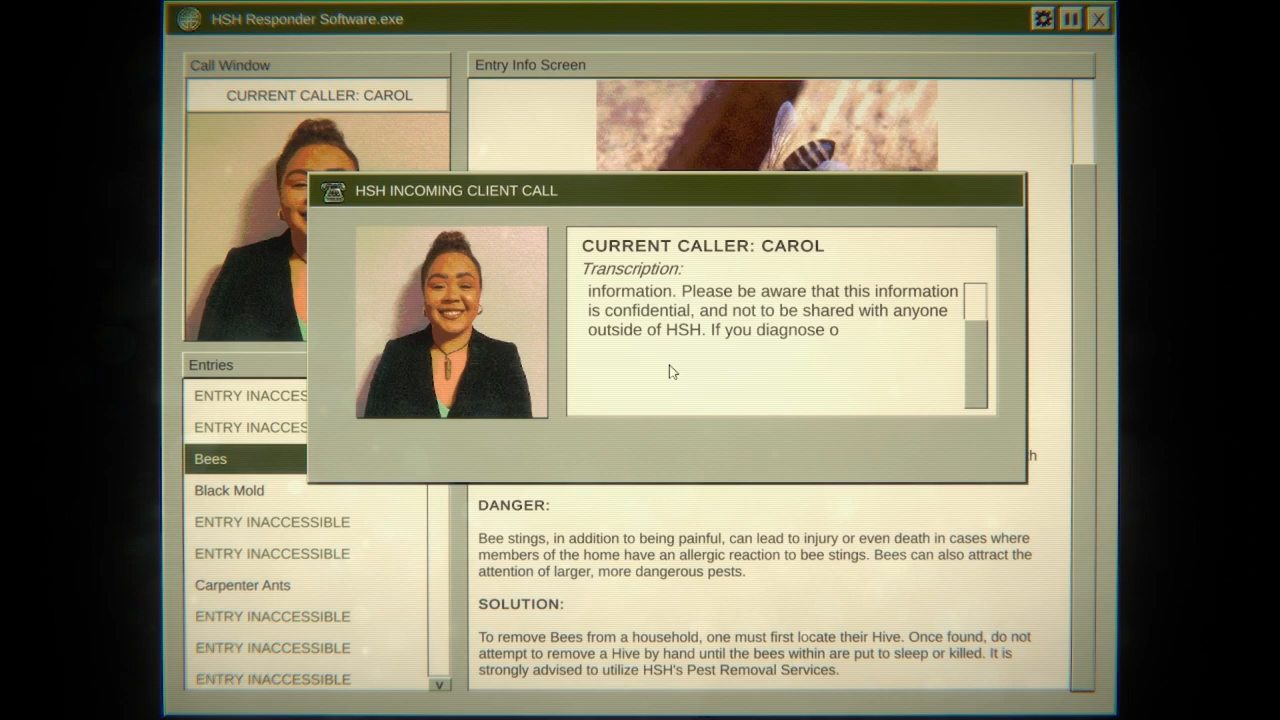 HSH Responder Software.exe
X
Call Window
Entry Info Screen
CURRENT CALLER: CAROL
HSH INCOMING CLIENT CALL
CURRENT CALLER: CAROL
Transcription:
information. Please be aware that this information
is confidential, and not to be shared with anyone
outside of HSH. If you diagnose o
Entries
ENTRY INACCES
ENTRY INACCES
Bees
h
Black Mold
ENTRY INACCESSIBLE
ENTRY INACCESSIBLE
Carpenter Ants
ENTRY INACCESSIBLE
ENTRY INACCESSIBLE
ENTRY INACCESSIBLE
v
DANGER:
Bee stings, in addition to being painful, can lead to injury or even death in cases where
members of the home have an allergic reaction to bee stings. Bees can also attract the
attention of larger, more dangerous pests.
SOLUTION:
To remove Bees from a household, one must first locate their Hive. Once found, do not
attempt to remove a Hive by hand until the bees within are put to sleep or killed. It is
strongly advised to utilize HSH's Pest Removal Services.